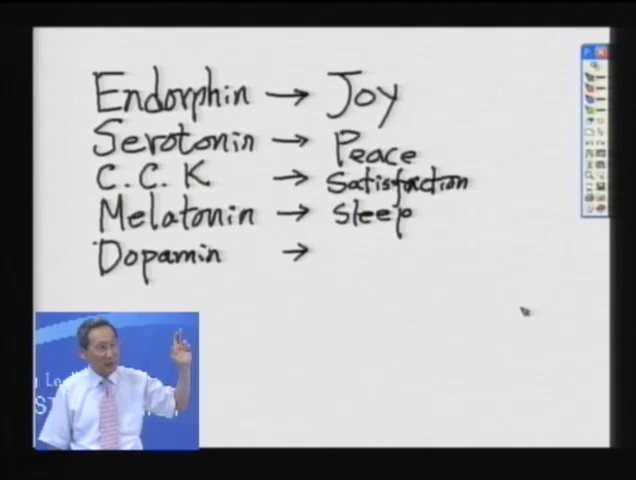 Endorphin → Joy
Serotonin → Peace
C.C.K → Satisfaction
Melatonin → Sleep
Dopamin →